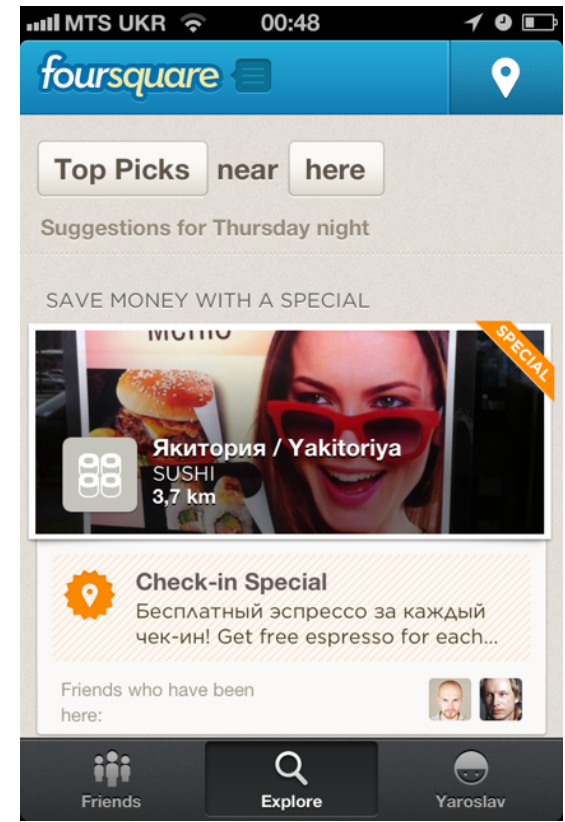 MTS UKR 00:48
foursquare
Top Picks near here
Suggestions for Thursday night
SAVE MONEY WITH A SPECIAL
SPECIAL
Якитория / Yakitoriya
SUSHI
3,7 km
Check-in Special
Бесплатный эспрессо за каждый
чек-ин! Get free espresso for each...
Friends who have been
here:
Friends Explore Yaroslav